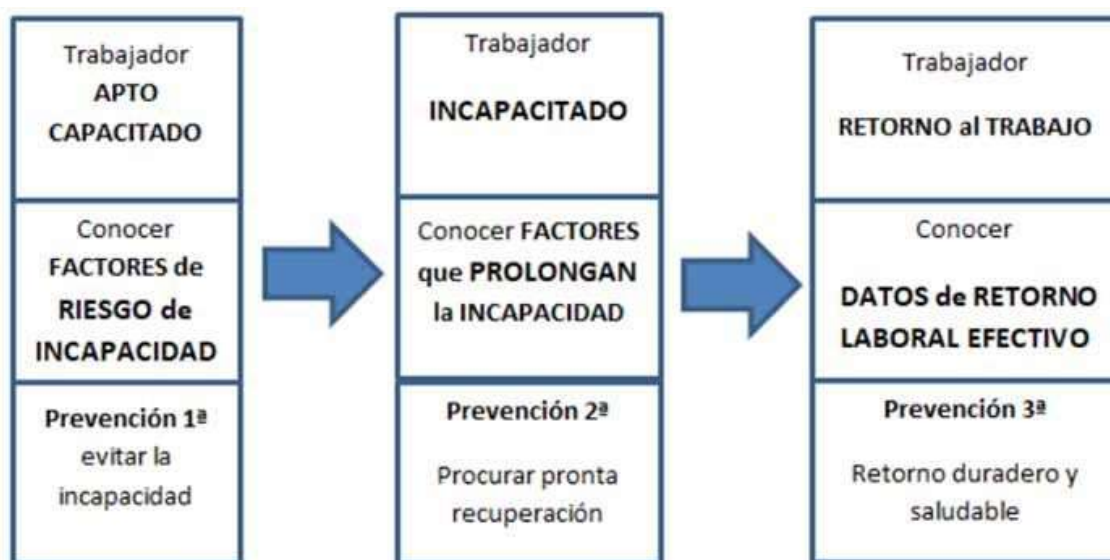 Trabajador
APTO
CAPACITADO
Conocer
FACTORES de
RIESGO de
INCAPACIDAD
Prevención 1ª
evitar la
incapacidad
Trabajador
INCAPACITADO
Conocer FACTORES
que PROLONGAN
la INCAPACIDAD
Prevención 2ª
Procurar pronta
recuperación
Trabajador
RETORNO al TRABAJO
Conocer
DATOS de RETORNO
LABORAL EFECTIVO
Prevención 3ª
Retorno duradero y
saludable